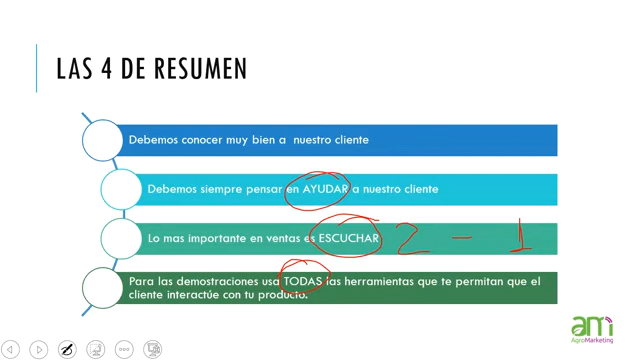 LAS 4 DE RESUMEN
Debemos conocer muy bien a nuestro cliente
Debemos siempre pensar en AYUDAR a nuestro cliente
Lo mas importante en ventas es ESCUCHAR 2 - 1
Para las demostraciones usa TODAS las herramientas que te permitan que el
cliente interactúe con tu producto.
am
AgroMarketing